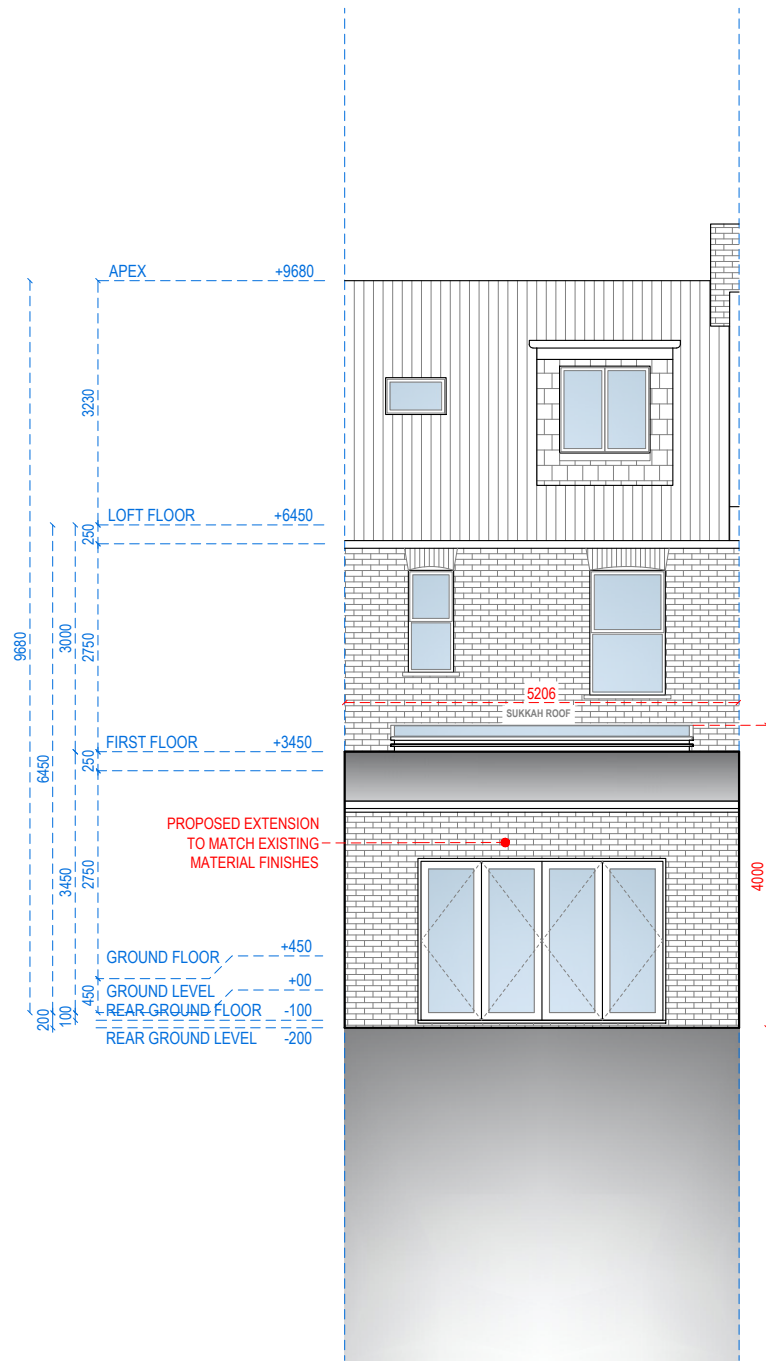 APEX +9680
3230
LOFT FLOOR +6450
250
9680
3000
2750
5206
SUKKAH ROOF
FIRST FLOOR +3450
250
6450
PROPOSED EXTENSION
TO MATCH EXISTING
MATERIAL FINISHES
3450
2750
4000
GROUND FLOOR +450
450
GROUND LEVEL +00
REAR GROUND FLOOR -100
200
100
REAR GROUND LEVEL -200